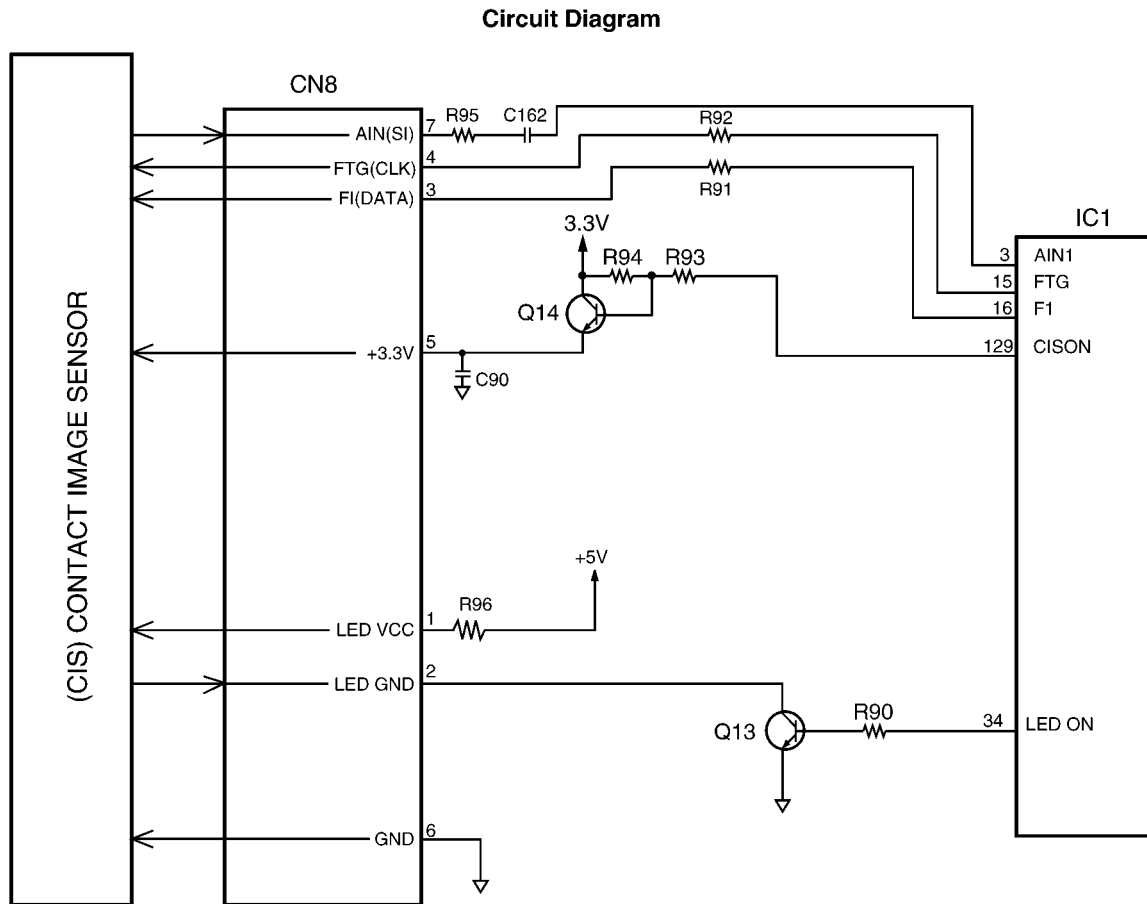 Circuit Diagram
CN8
R95
C162
R92
AIN(SI)
7
FTG(CLK)
4
FI(DATA)
3
R91
IC1
3.3V
R94
R93
3
AIN1
15
FTG
16
F1
Q14
129
CISON
+3.3V
5
C90
(CIS) CONTACT IMAGE SENSOR
+5V
R96
LED VCC
1
LED GND
2
Q13
R90
34
LED ON
GND
6